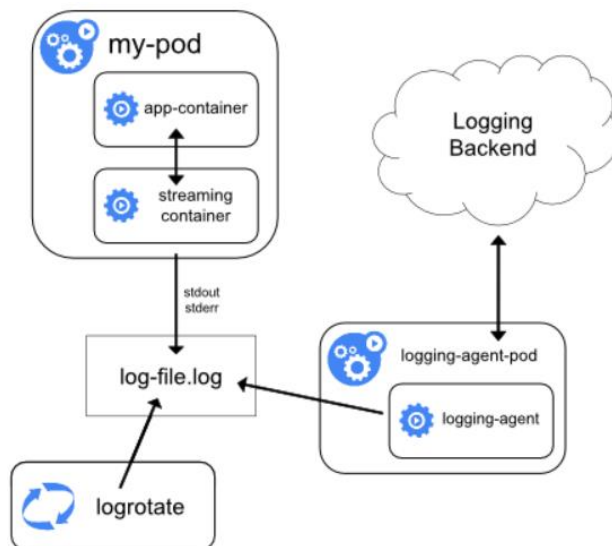 my-pod
app-container
streaming
container
Logging
Backend
stdout
stderr
log-file.log
logging-agent-pod
logging-agent
logrotate